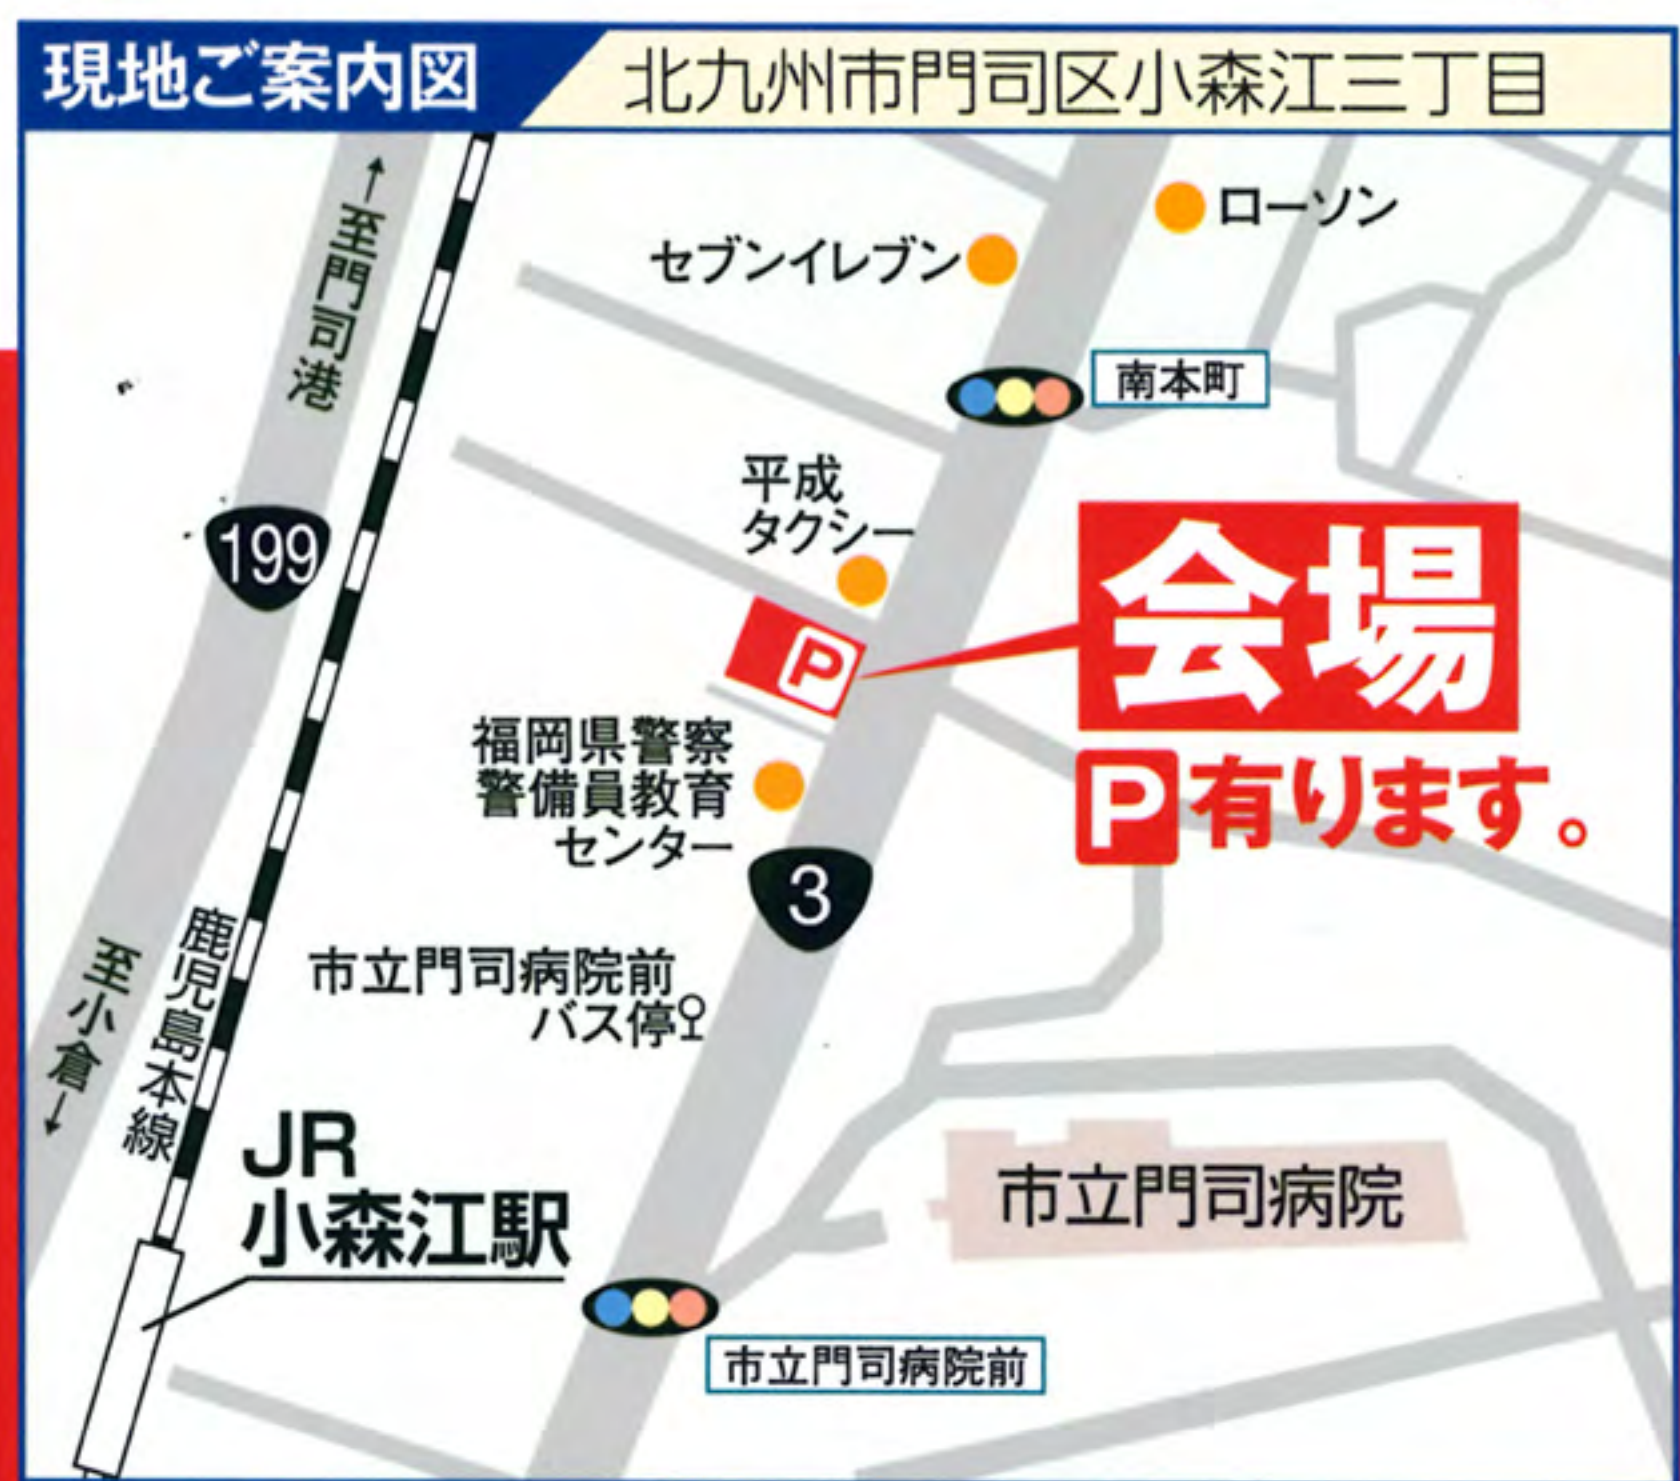 現地ご案内図
北九州市門司区小森江三丁目
↑至門司港
ローソン
セブンイレブン
南本町
平成
タクシー
199
会場
P
P有ります。
福岡県警察
警備員教育
センター
3
市立門司病院前
バス停
鹿児島本線
至小倉↓
JR
小森江駅
市立門司病院
市立門司病院前